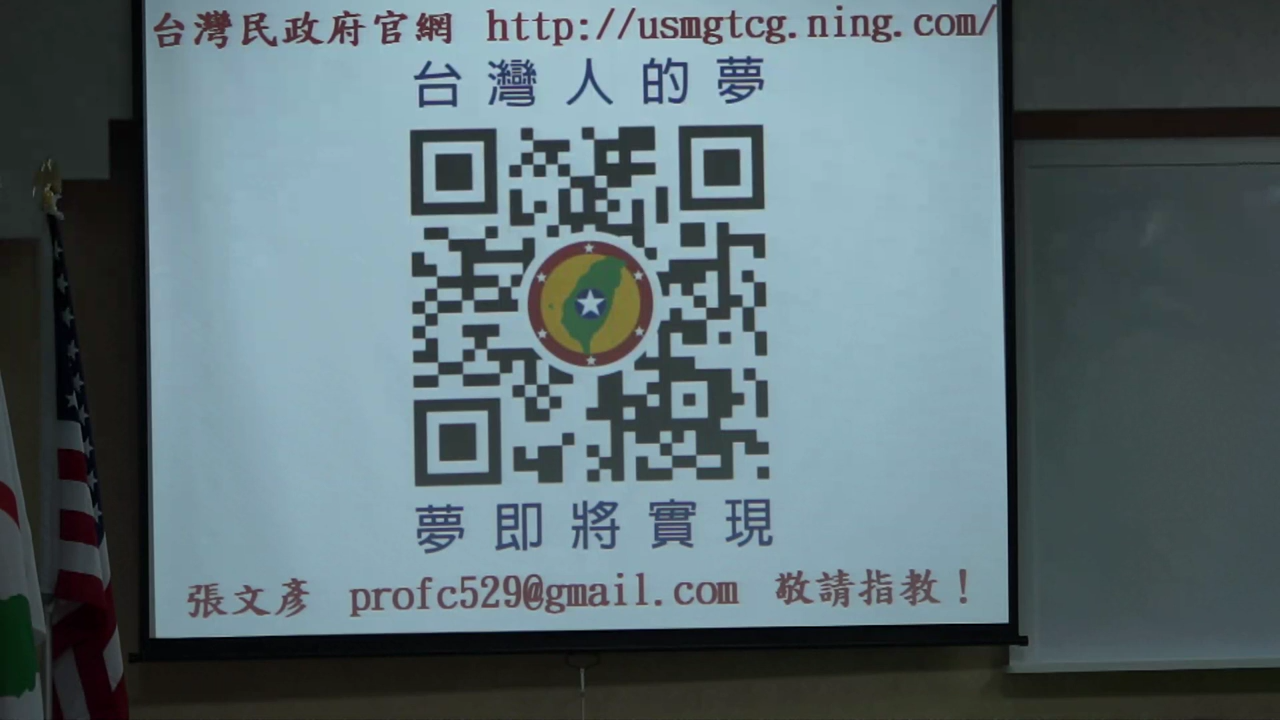 台灣民政府官網 http://usmgtcg.ning.com/
台灣人的夢
夢即將實現
張文彥 profc529@gmail.com 敬請指教！